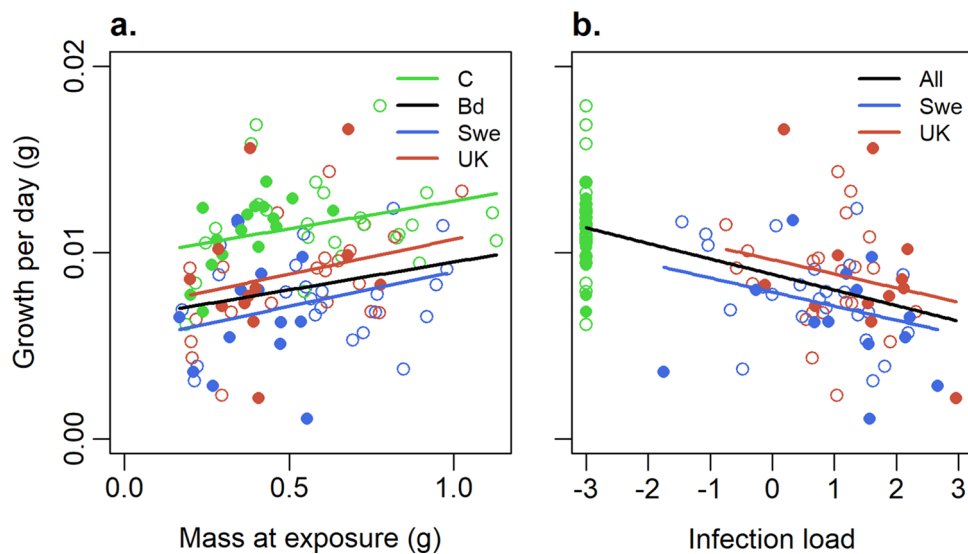 a.
b.
C
Bd
Swe
UK
All
Swe
UK
Growth per day (g)
0.02
0.01
0.00
0.0
0.5
1.0
-3
-2
-1
0
1
2
3
Mass at exposure (g)
Infection load